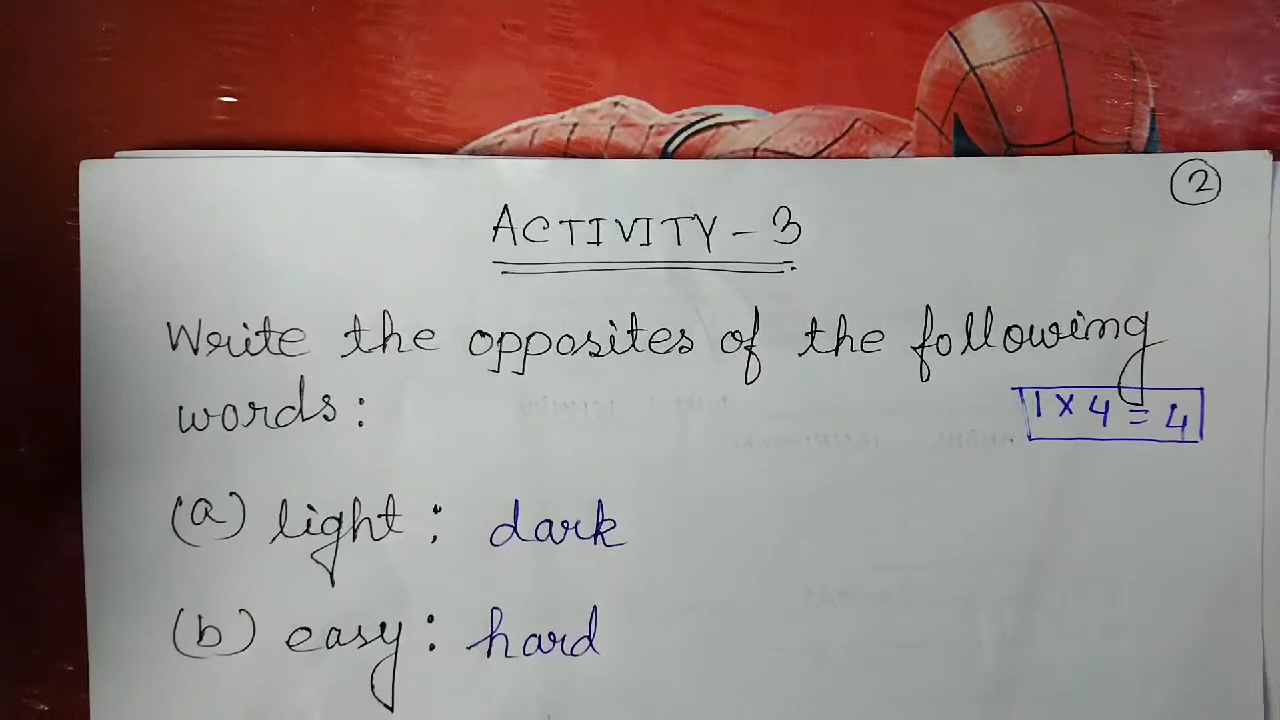 2
ACTIVITY - 3
Write the opposites of the following
words:
1 x 4 = 4
(a) light : dark
(b) easy : hard